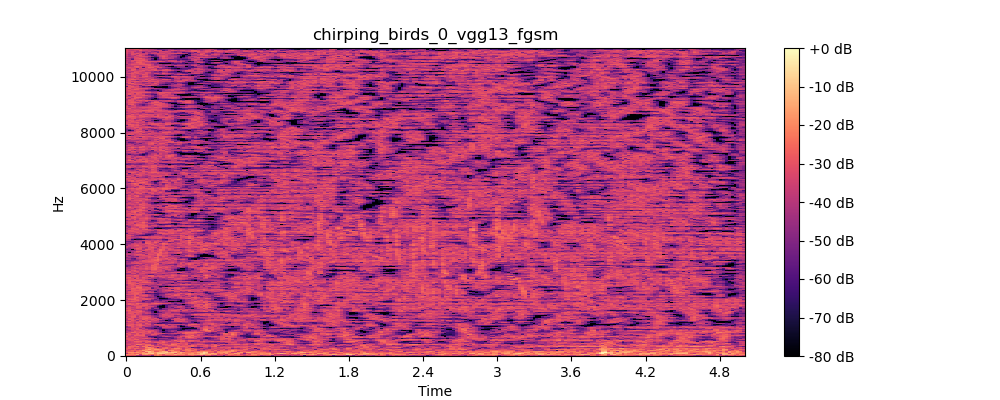 chirping_birds_0_vgg13_fgsm
Hz
10000
8000
6000
4000
2000
0
0 0.6 1.2 1.8 2.4 3 3.6 4.2 4.8
Time
+0 dB
-10 dB
-20 dB
-30 dB
-40 dB
-50 dB
-60 dB
-70 dB
-80 dB